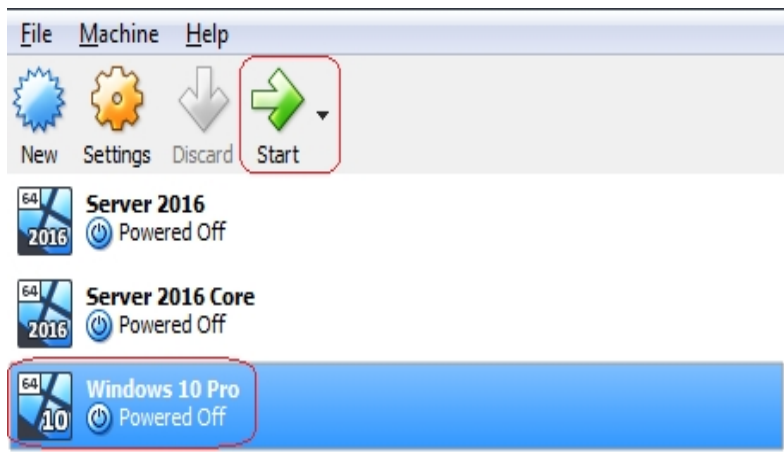 File Machine Help
New Settings Discard Start
64
2016
Server 2016
Powered Off
64
2016
Server 2016 Core
Powered Off
64
10
Windows 10 Pro
Powered Off